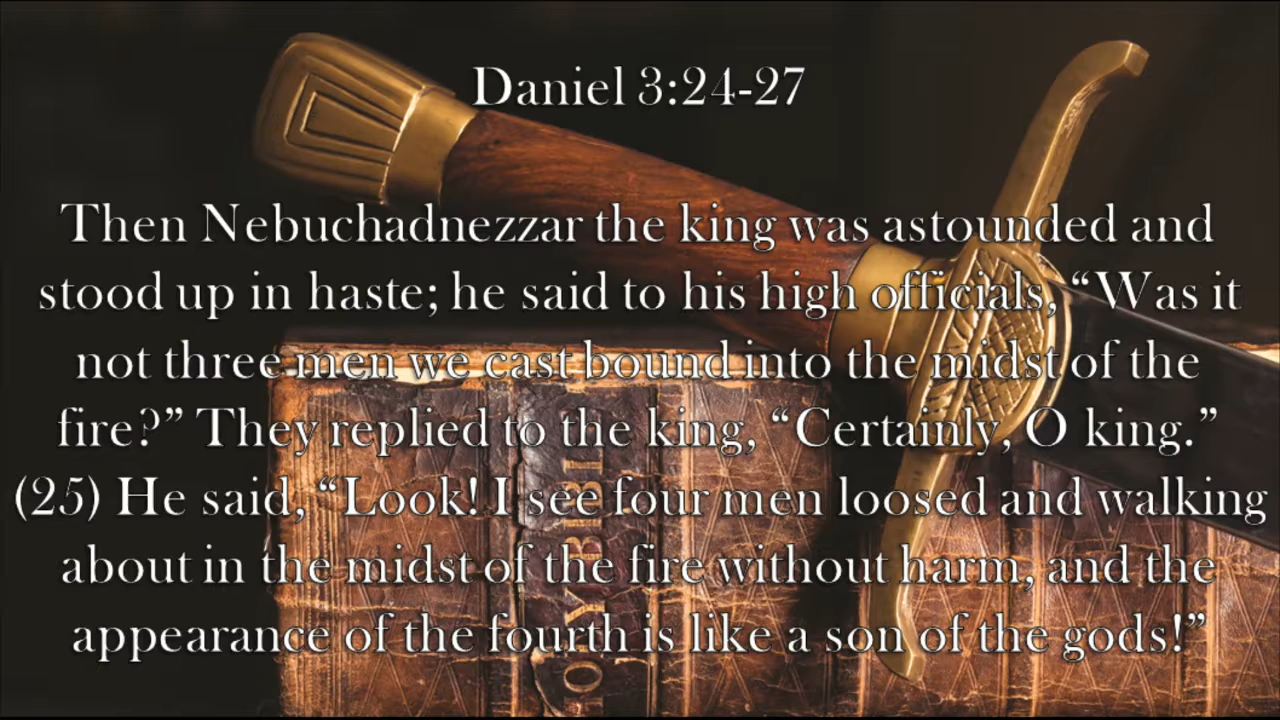 Daniel 3:24-27
Then Nebuchadnezzar the king was astounded and
stood up in haste; he said to his high officials, “Was it
not three men we cast bound into the midst of the
fire?” They replied to the king, “Certainly, O king.”
(25) He said, “Look! I see four men loosed and walking
about in the midst of the fire without harm, and the
appearance of the fourth is like a son of the gods!”
OLY BIBL